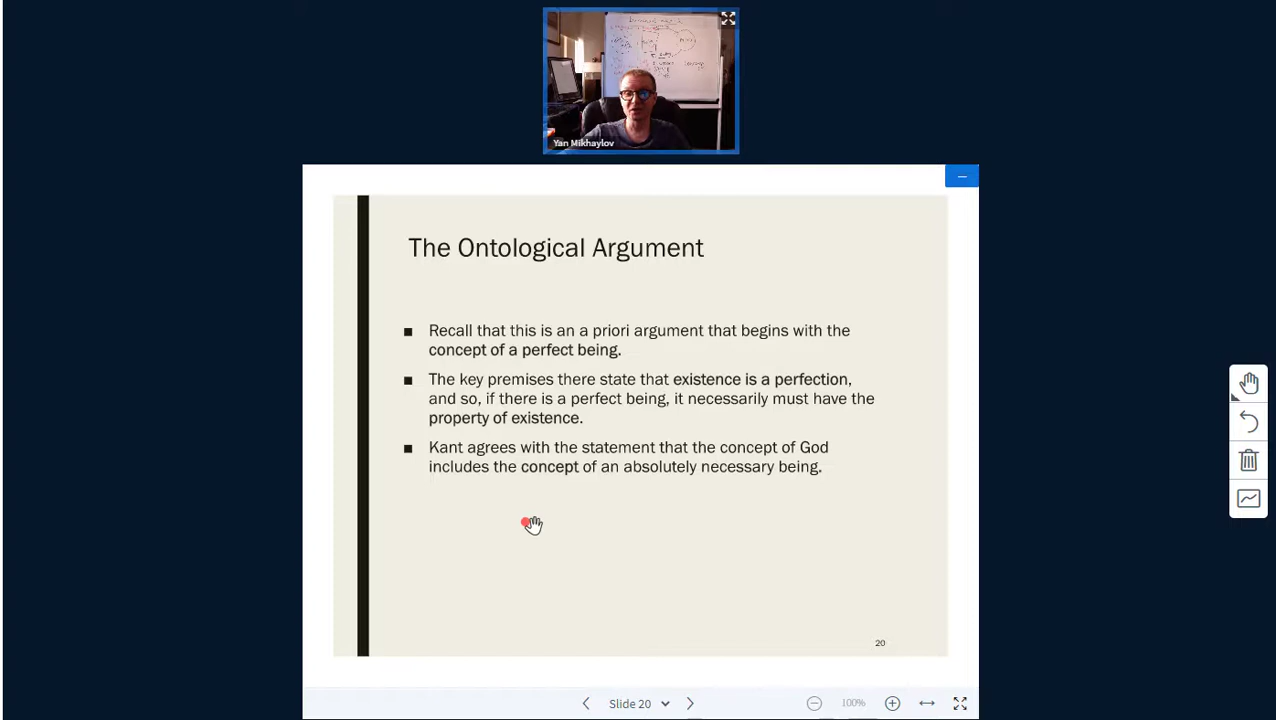 Yan Mikhaylov
The Ontological Argument
■ Recall that this is an a priori argument that begins with the
concept of a perfect being.
■ The key premises there state that existence is a perfection,
and so, if there is a perfect being, it necessarily must have the
property of existence.
■ Kant agrees with the statement that the concept of God
includes the concept of an absolutely necessary being.
20
Slide 20
100%